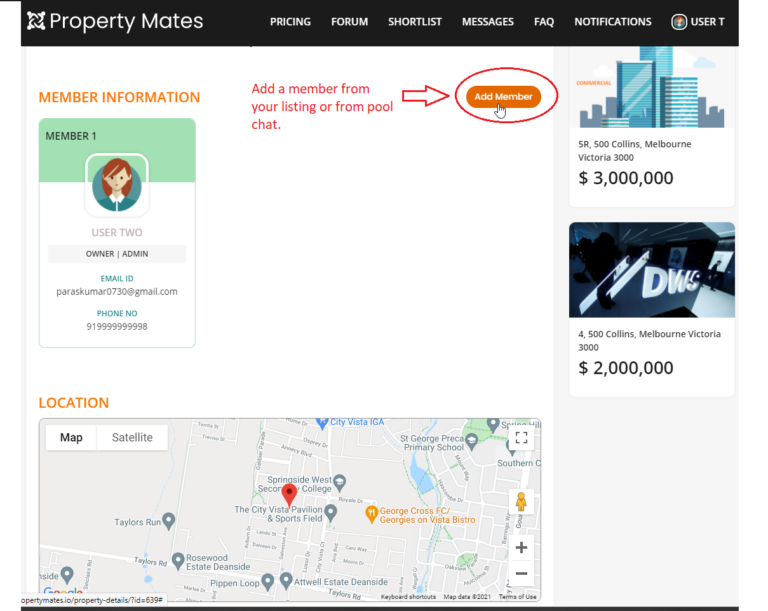 Property Mates
PRICING FORUM SHORTLIST MESSAGES FAQ NOTIFICATIONS USER T
MEMBER INFORMATION
Add a member from
your listing or from pool
chat.
Add Member
MEMBER 1
USER TWO
OWNER | ADMIN
EMAIL ID
paraskumar0730@gmail.com
PHONE NO
919999999998
COMMERCIAL
5R, 500 Collins, Melbourne
Victoria 3000
$ 3,000,000
DWS
4, 500 Collins, Melbourne Victoria
3000
$ 2,000,000
LOCATION
Map Satellite
City Vista IGA
St George Preca
Primary School
Southern C
Springside West
Secondary College
The City Vista Pavilion
& Sports Field
George Cross FC/
Georgies on Vista Bistro
Taylors Run
Taylors Rd
Rosewood
Estate Deanside
Pippen Loop
Attwell Estate Deanside
Google
Keyboard shortcuts Map data ©2021 Terms of Use
opertymates.io/property-details/?id=639#